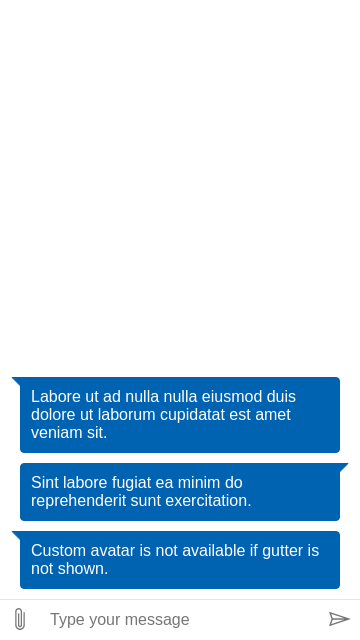 Labore ut ad nulla nulla eiusmod duis
dolore ut laborum cupidatat est amet
veniam sit.
Sint labore fugiat ea minim do
reprehenderit sunt exercitation.
Custom avatar is not available if gutter is
not shown.
Type your message